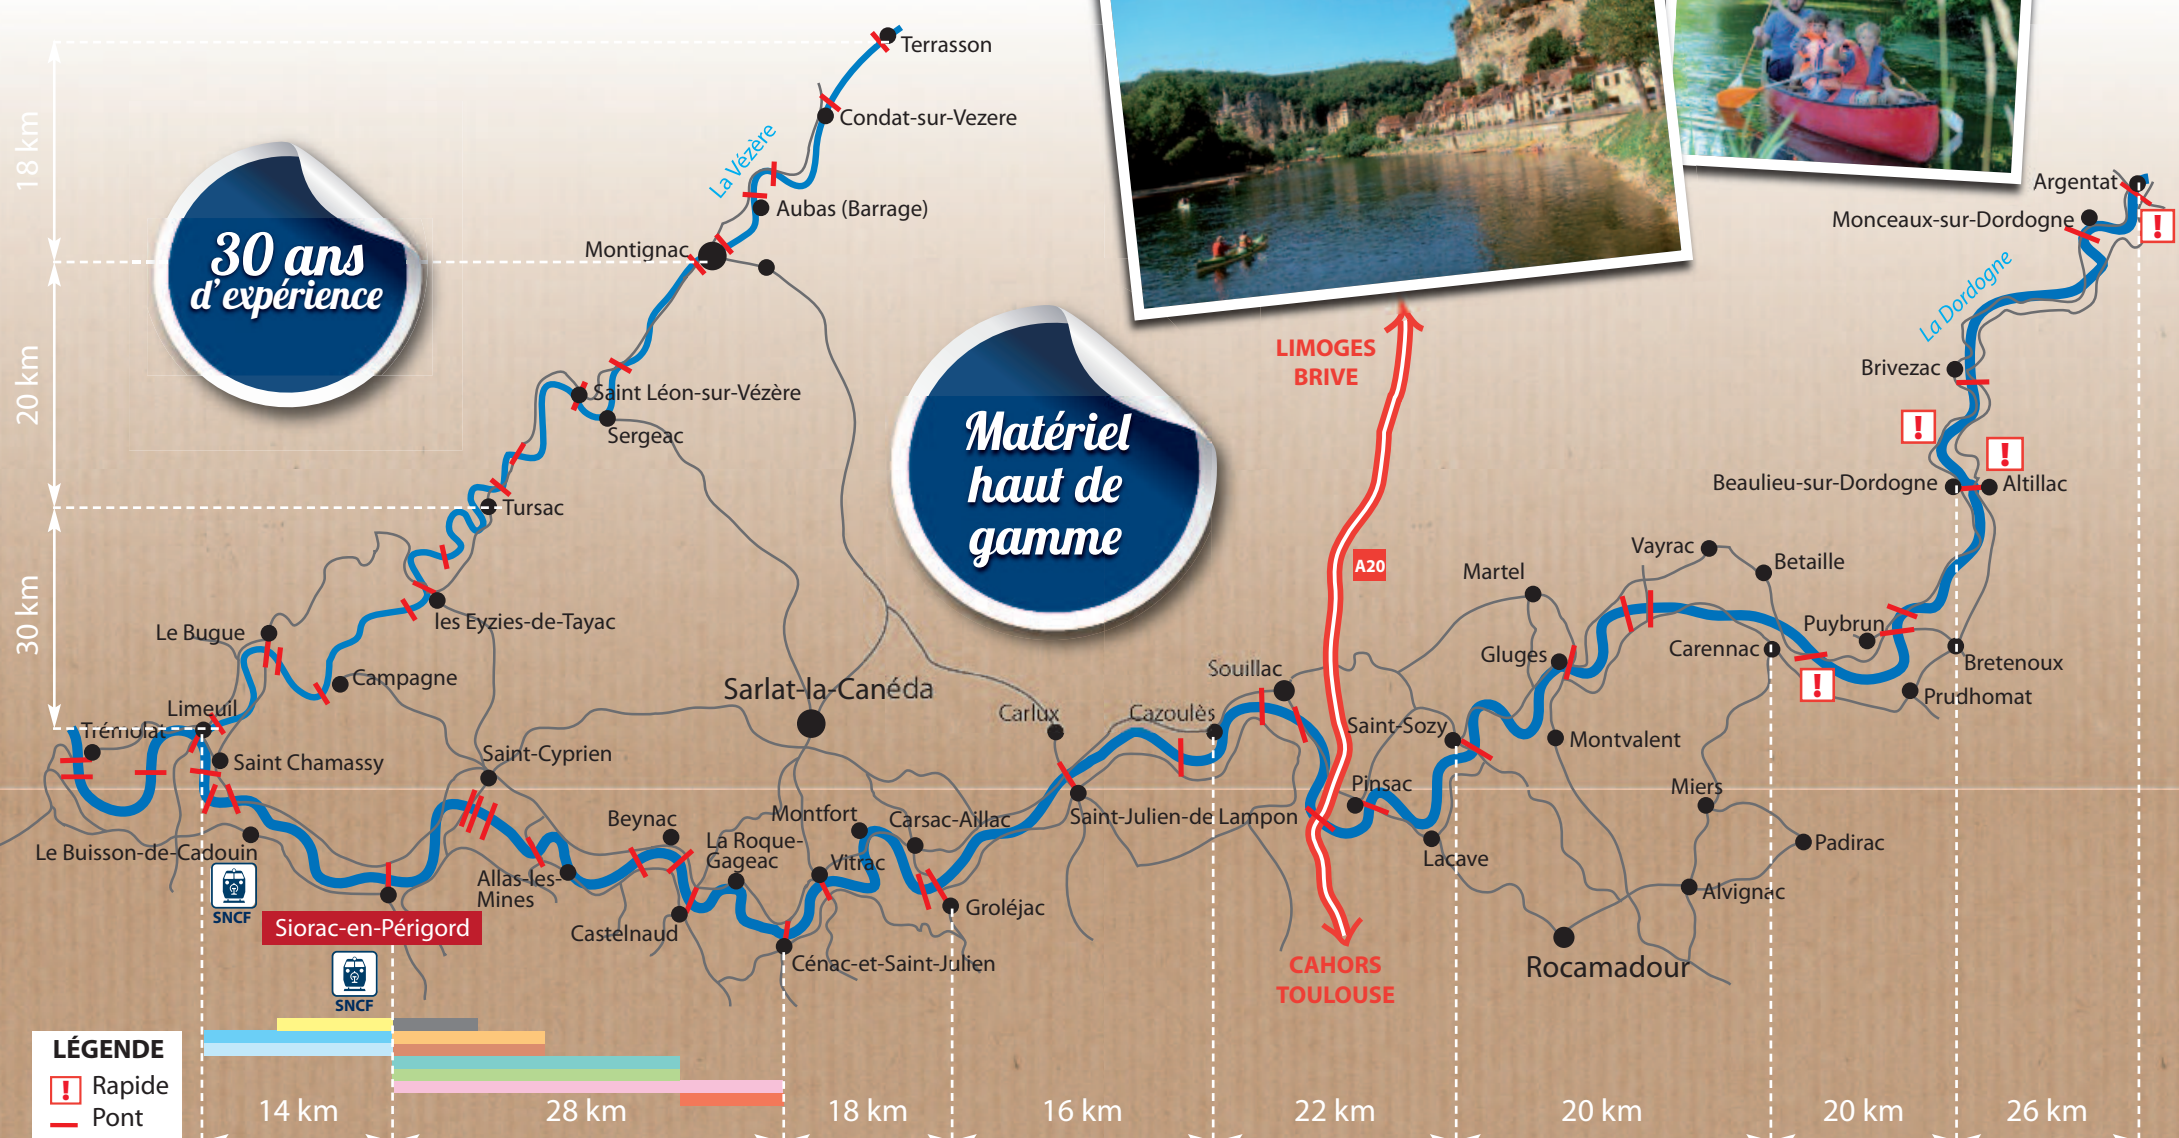 Terrasson
Condat-sur-Vezere
La Vézère
Aubas (Barrage)
Montignac
18 km
20 km
30 km
30 ans
d'expérience
Matériel
haut de
gamme
Saint Léon-sur-Vézère
Sergeac
Tursac
les Eyzies-de-Tayac
Le Bugue
Campagne
Limeuil
Trémolat
Saint Chamassy
Le Buisson-de-Cadouin
SNCF
Siorac-en-Périgord
SNCF
Saint-Cyprien
Allas-les-
Mines
Beynac
Castelnaud
La Roque-
Gageac
Sarlat-la-Canéda
Montfort
Vitrac
Cénac-et-Saint-Julien
Carsac-Aillac
Groléjac
Carlux
Saint-Julien-de Lampon
Cazoulès
Souillac
LIMOGES
BRIVE
A20
CAHORS
TOULOUSE
Pinsac
Lacave
Saint-Sozy
Martel
Gluges
Montvalent
Miers
Padirac
Alvignac
Rocamadour
Vayrac
Betaille
Carennac
Puybrun
Bretenoux
Prudhomat
Beaulieu-sur-Dordogne
Altillac
Brivezac
La Dordogne
Monceaux-sur-Dordogne
Argentat
!
!
!
!
LÉGENDE
! Rapide
Pont
14 km
28 km
18 km
16 km
22 km
20 km
20 km
26 km